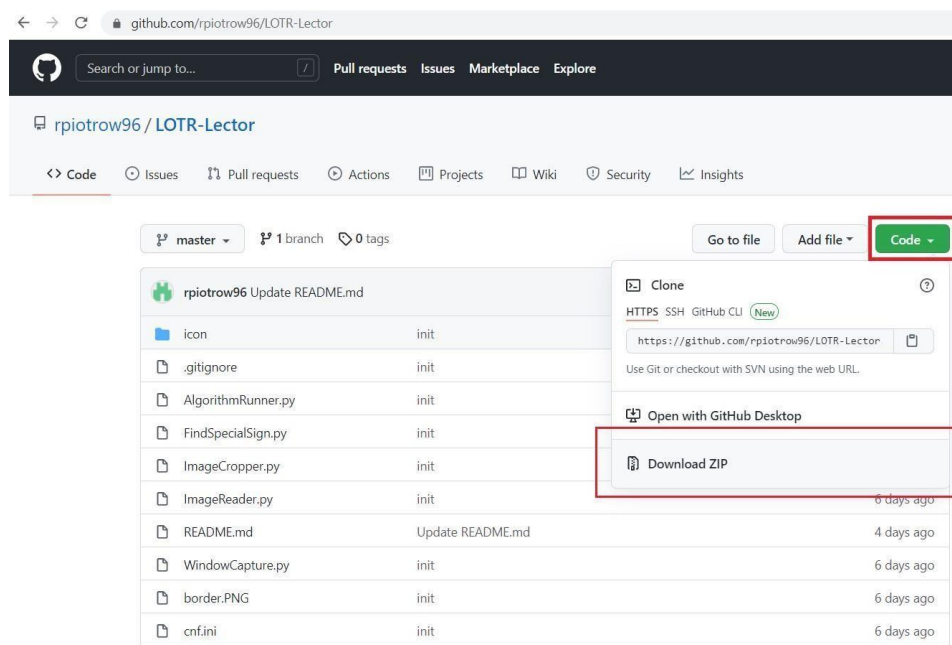 github.com/rpiotrow96/LOTR-Lector
Search or jump to... / Pull requests Issues Marketplace Explore
rpiotrow96 / LOTR-Lector
<> Code Issues Pull requests Actions Projects Wiki Security Insights
master 1 branch 0 tags Go to file Add file Code
rpiotrow96 Update README.md
Clone
HTTPS SSH GitHub CLI New
https://github.com/rpiotrow96/LOTR-Lector
Use Git or checkout with SVN using the web URL.
Open with GitHub Desktop
Download ZIP
icon init
.gitignore init
AlgorithmRunner.py init
FindSpecialSign.py init
ImageCropper.py init
ImageReader.py init 6 days ago
README.md Update README.md 4 days ago
WindowCapture.py init 6 days ago
border.PNG init 6 days ago
cnf.ini init 6 days ago